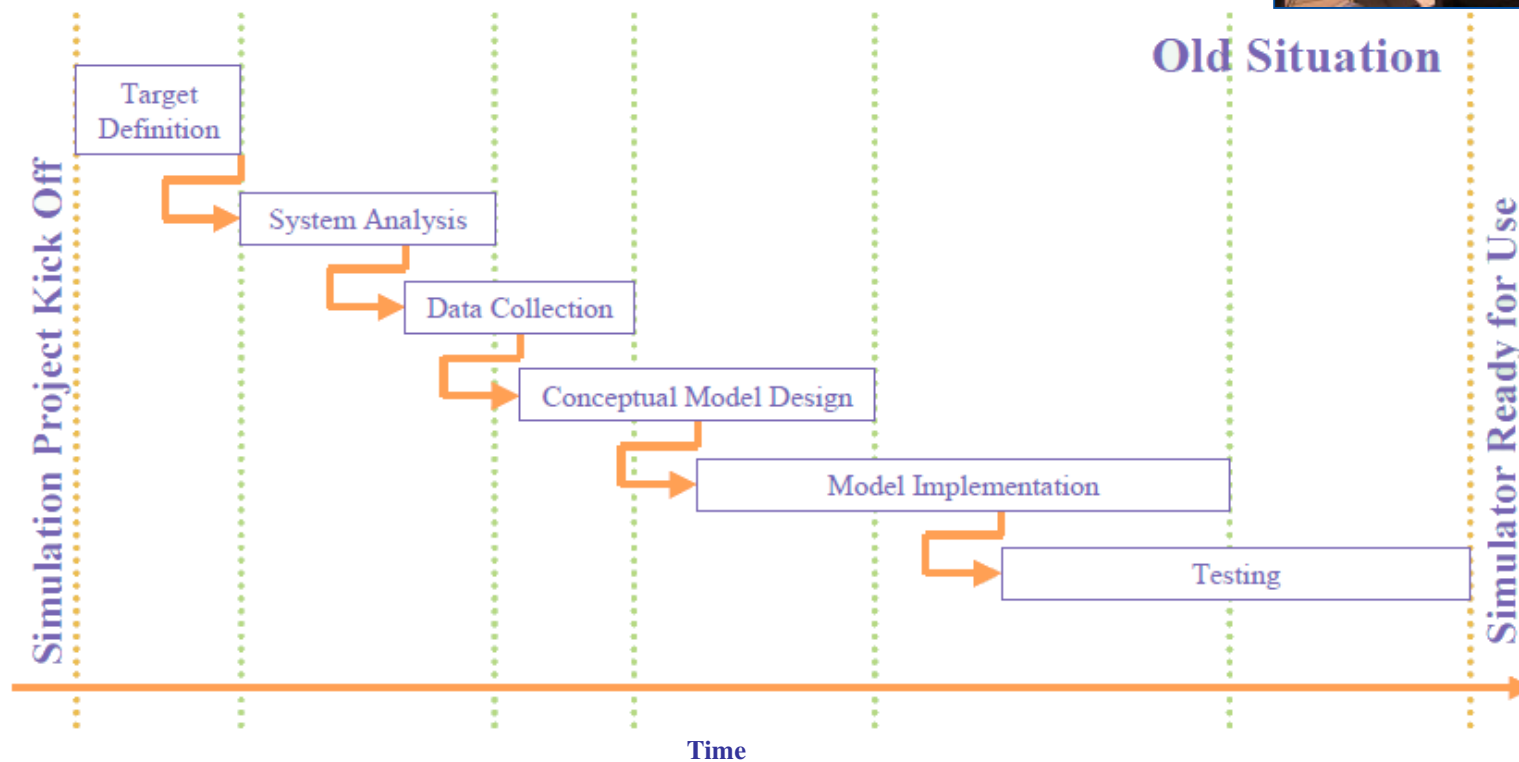 Old Situation
Target
Definition
System Analysis
Data Collection
Conceptual Model Design
Model Implementation
Testing
Simulation Project Kick Off
Simulator Ready for Use
Time